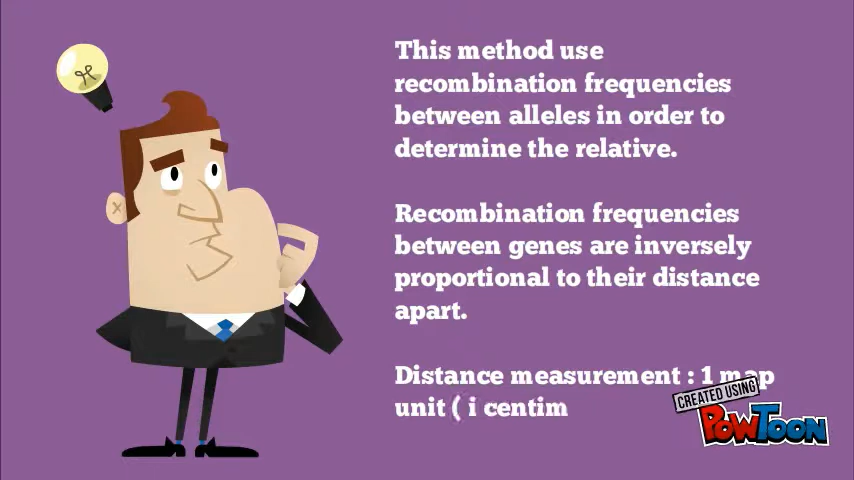 This method use
recombination frequencies
between alleles in order to
determine the relative.
Recombination frequencies
between genes are inversely
proportional to their distance
apart.
Distance measurement : 1 map
unit ( i centim
CREATED USING
POWTOON